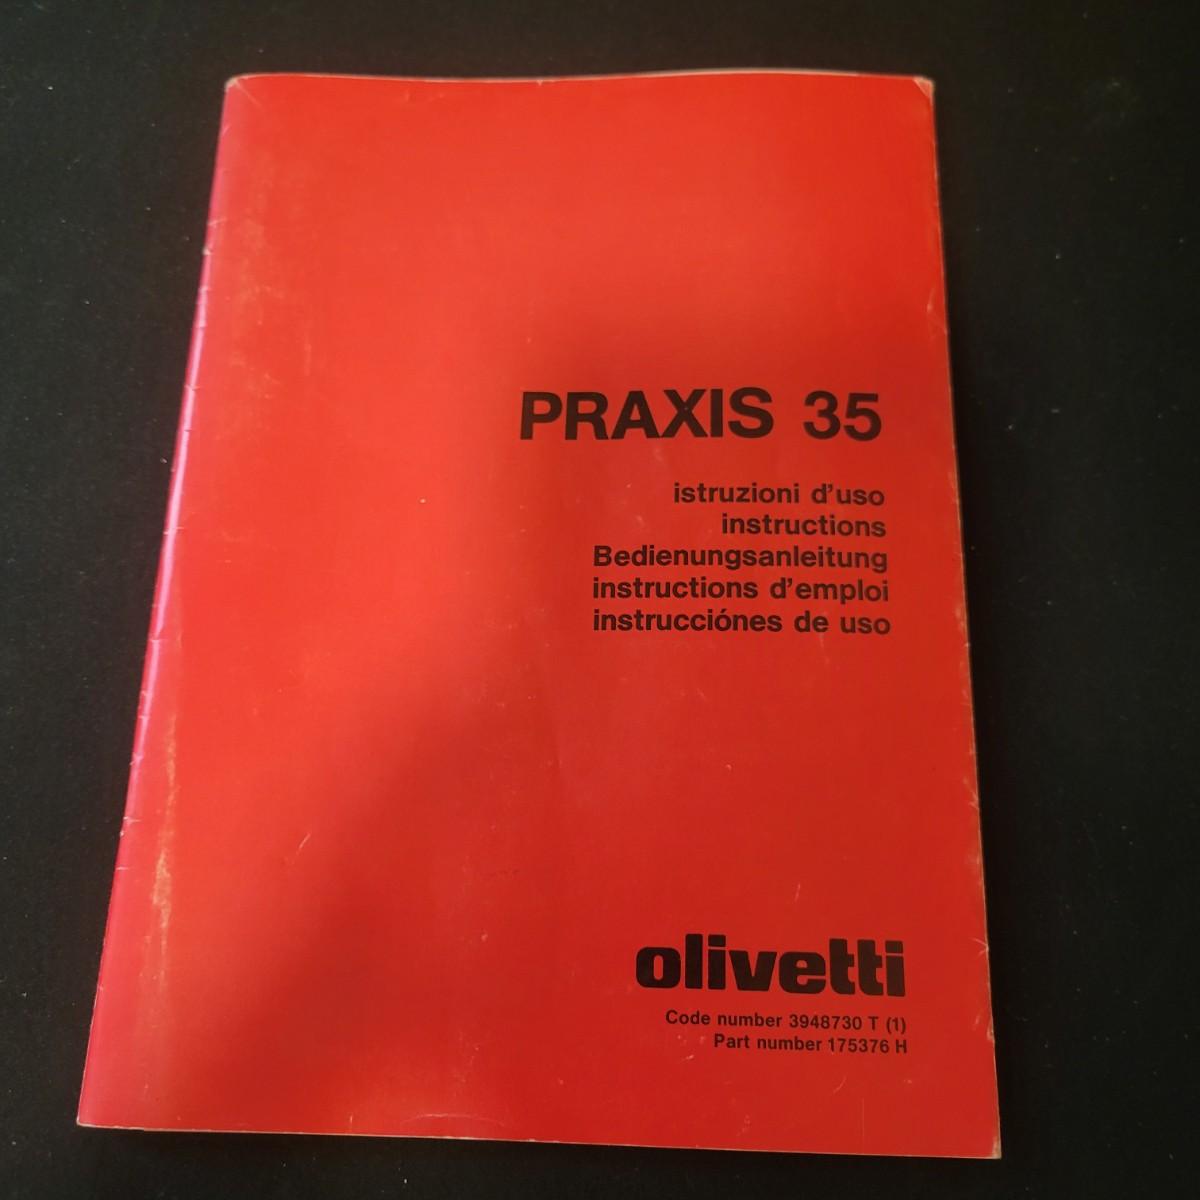 PRAXIS 35
istruzioni d'uso
instructions
Bedienungsanleitung
instructions d'emploi
instrucciónes de uso
olivetti
Code number 3948730 T (1)
Part number 175376 H